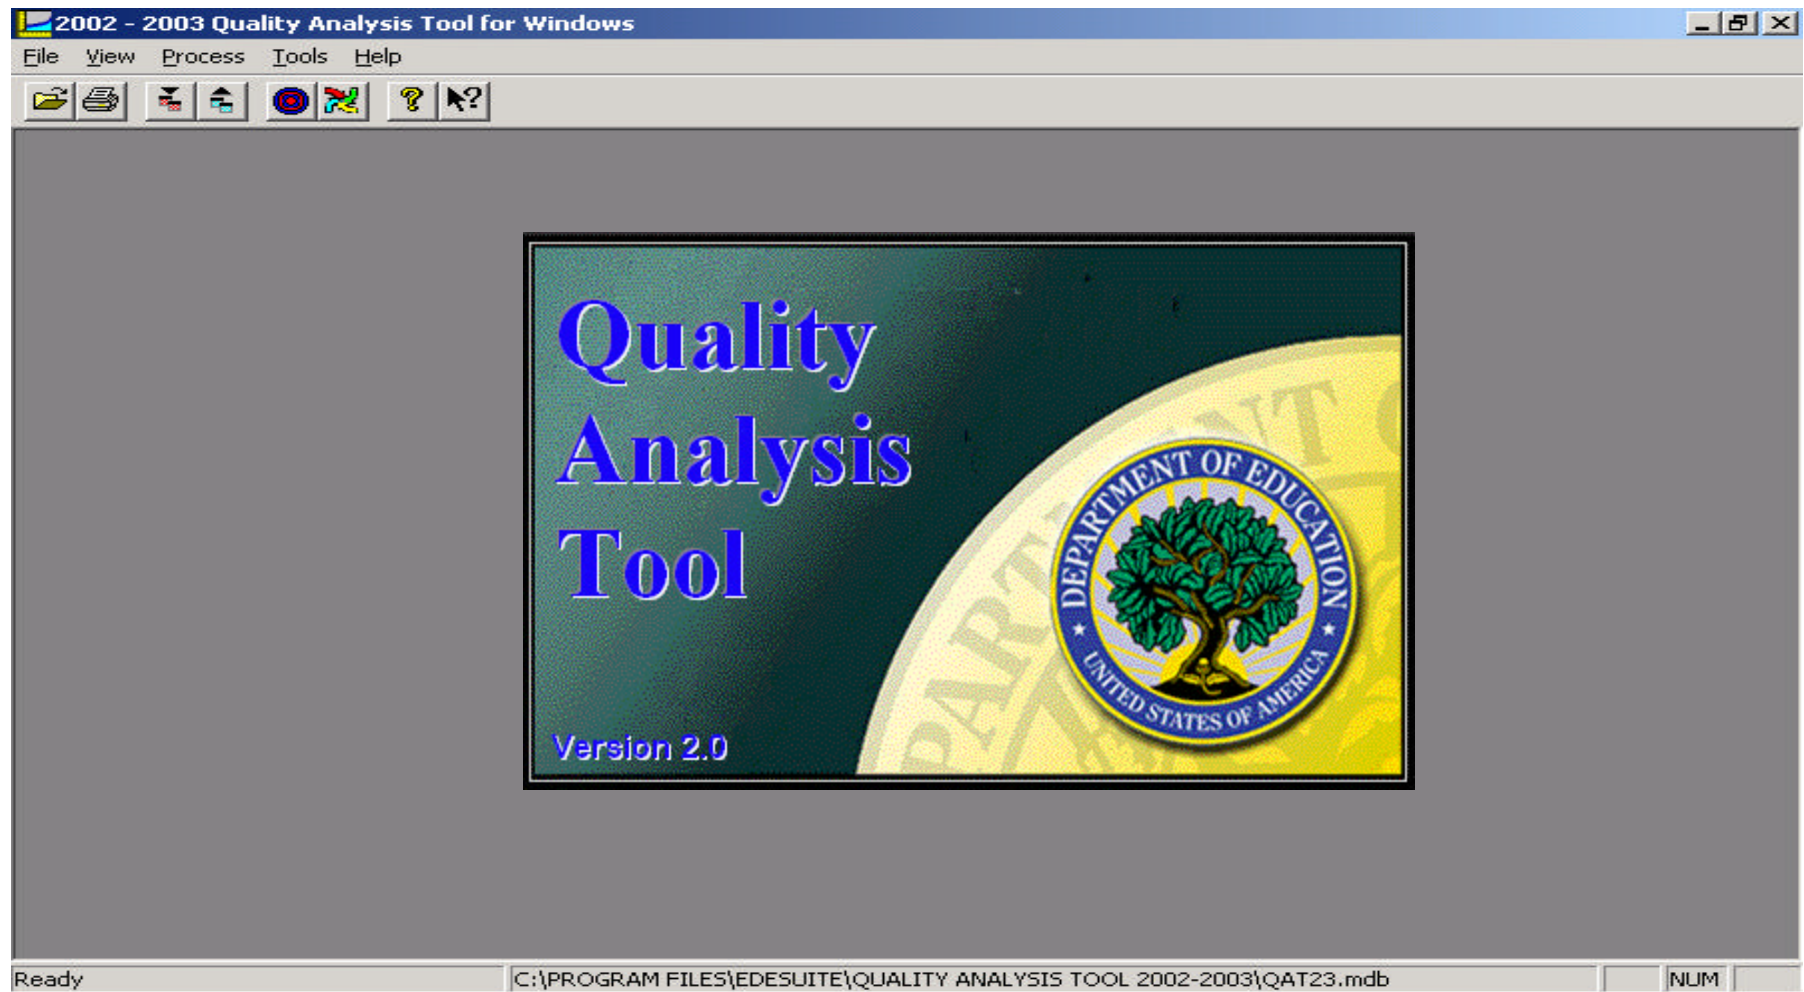 2002 - 2003 Quality Analysis Tool for Windows
File View Process Tools Help
Quality
Analysis
Tool
DEPARTMENT OF EDUCATION
UNITED STATES OF AMERICA
Version 2.0
Ready C:\PROGRAM FILES\EDESUITE\QUALITY ANALYSIS TOOL 2002-2003\QAT23.mdb NUM